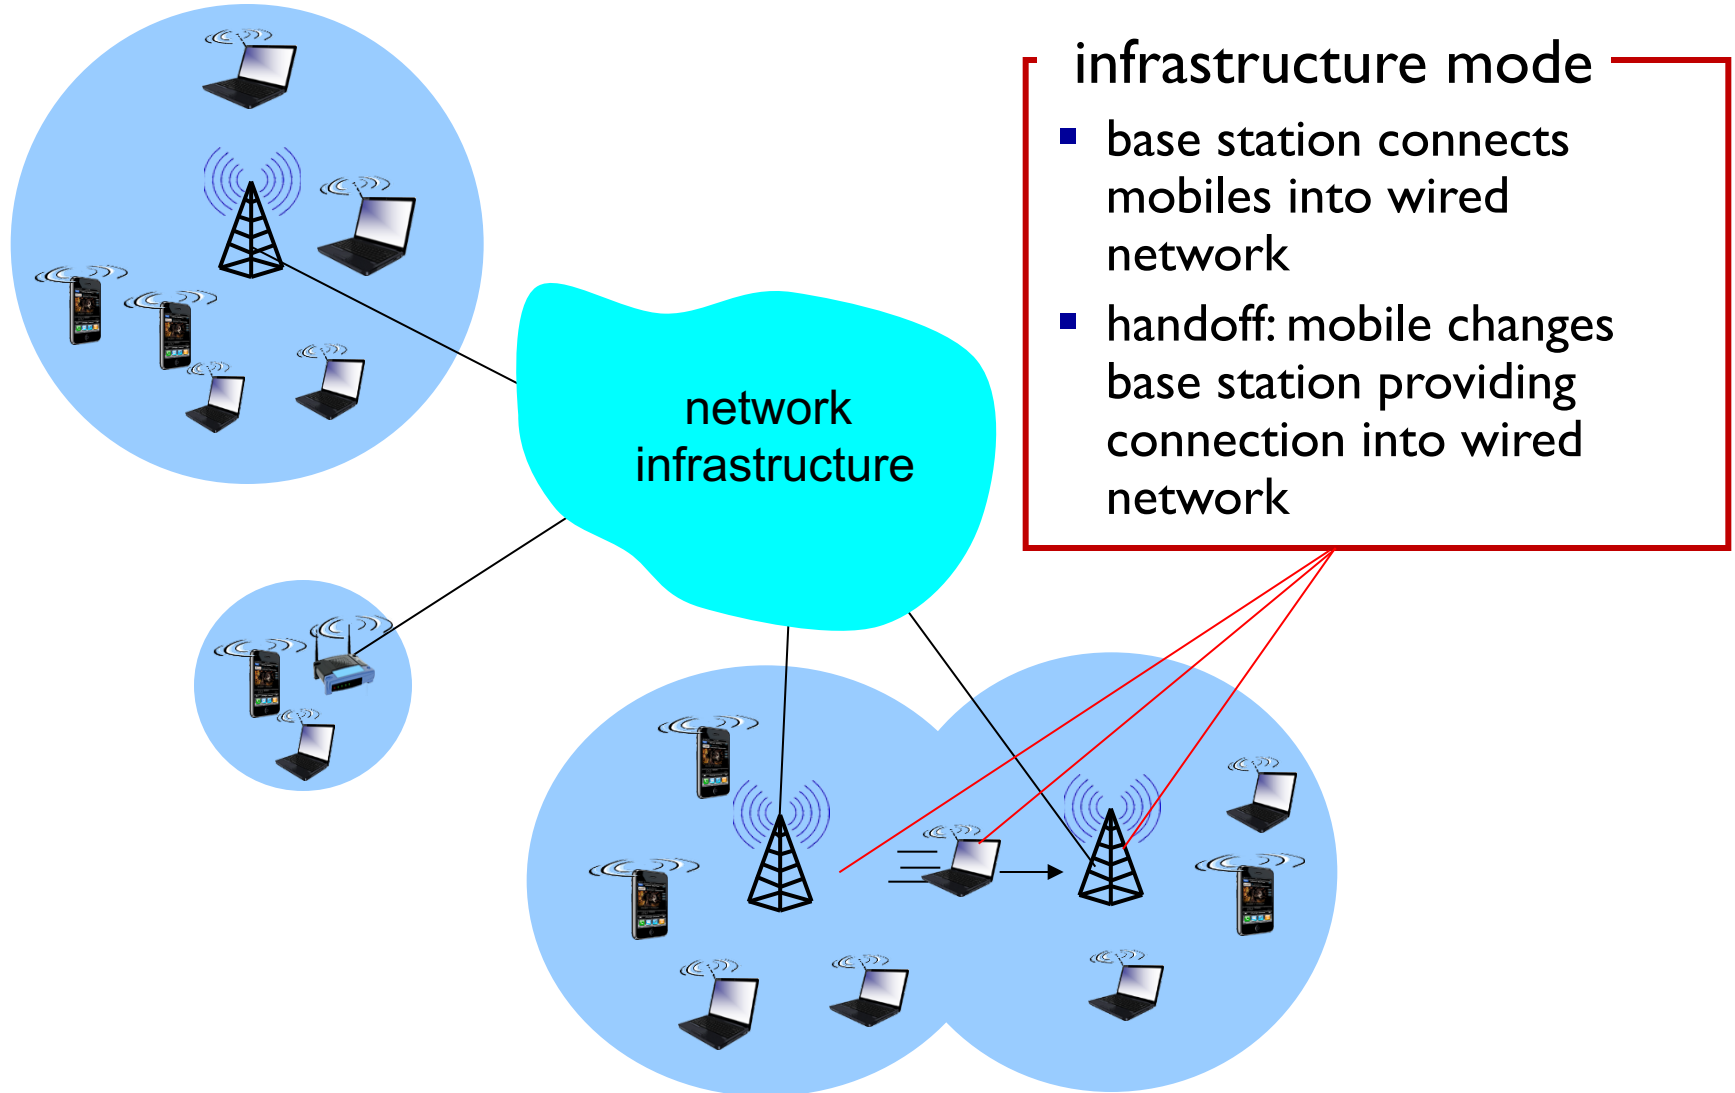 infrastructure mode
base station connects
mobiles into wired
network
handoff: mobile changes
base station providing
connection into wired
network
network
infrastructure